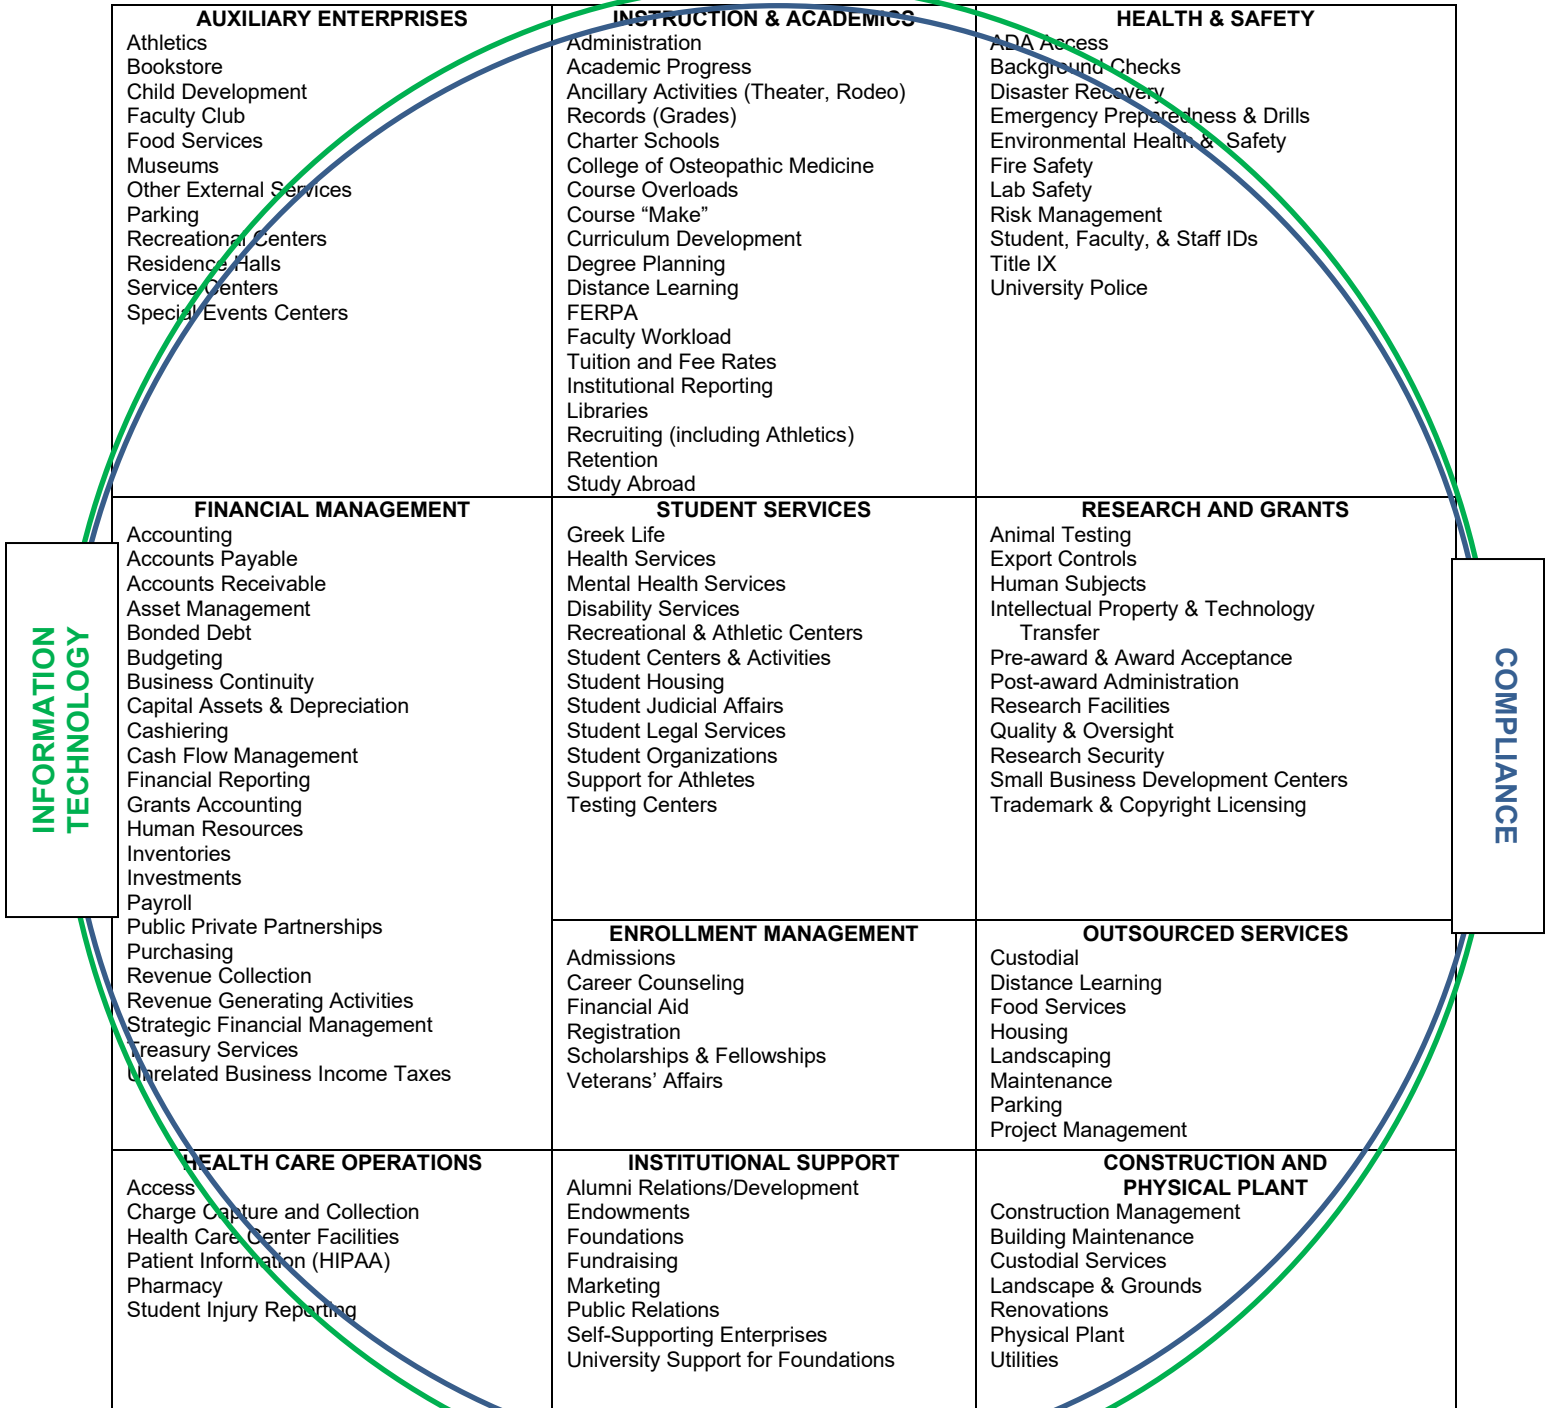 AUXILIARY ENTERPRISES
Athletics
Bookstore
Child Development
Faculty Club
Food Services
Museums
Other External Services
Parking
Recreational Centers
Residence Halls
Service Centers
Special Events Centers
INSTRUCTION & ACADEMICS
Administration
Academic Progress
Ancillary Activities (Theater, Rodeo)
Records (Grades)
Charter Schools
College of Osteopathic Medicine
Course Overloads
Course “Make”
Curriculum Development
Degree Planning
Distance Learning
FERPA
Faculty Workload
Tuition and Fee Rates
Institutional Reporting
Libraries
Recruiting (including Athletics)
Retention
Study Abroad
HEALTH & SAFETY
ADA Access
Background Checks
Disaster Recovery
Emergency Preparedness & Drills
Environmental Health & Safety
Fire Safety
Lab Safety
Risk Management
Student, Faculty, & Staff IDs
Title IX
University Police
INFORMATION
TECHNOLOGY
FINANCIAL MANAGEMENT
Accounting
Accounts Payable
Accounts Receivable
Asset Management
Bonded Debt
Budgeting
Business Continuity
Capital Assets & Depreciation
Cashiering
Cash Flow Management
Financial Reporting
Grants Accounting
Human Resources
Inventories
Investments
Payroll
Public Private Partnerships
Purchasing
Revenue Collection
Revenue Generating Activities
Strategic Financial Management
Treasury Services
Unrelated Business Income Taxes
STUDENT SERVICES
Greek Life
Health Services
Mental Health Services
Disability Services
Recreational & Athletic Centers
Student Centers & Activities
Student Housing
Student Judicial Affairs
Student Legal Services
Student Organizations
Support for Athletes
Testing Centers
RESEARCH AND GRANTS
Animal Testing
Export Controls
Human Subjects
Intellectual Property & Technology
Transfer
Pre-award & Award Acceptance
Post-award Administration
Research Facilities
Quality & Oversight
Research Security
Small Business Development Centers
Trademark & Copyright Licensing
COMPLIANCE
ENROLLMENT MANAGEMENT
Admissions
Career Counseling
Financial Aid
Registration
Scholarships & Fellowships
Veterans’ Affairs
OUTSOURCED SERVICES
Custodial
Distance Learning
Food Services
Housing
Landscaping
Maintenance
Parking
Project Management
HEALTH CARE OPERATIONS
Access
Charge Capture and Collection
Health Care Center Facilities
Patient Information (HIPAA)
Pharmacy
Student Injury Reporting
INSTITUTIONAL SUPPORT
Alumni Relations/Development
Endowments
Foundations
Fundraising
Marketing
Public Relations
Self-Supporting Enterprises
University Support for Foundations
CONSTRUCTION AND
PHYSICAL PLANT
Construction Management
Building Maintenance
Custodial Services
Landscape & Grounds
Renovations
Physical Plant
Utilities